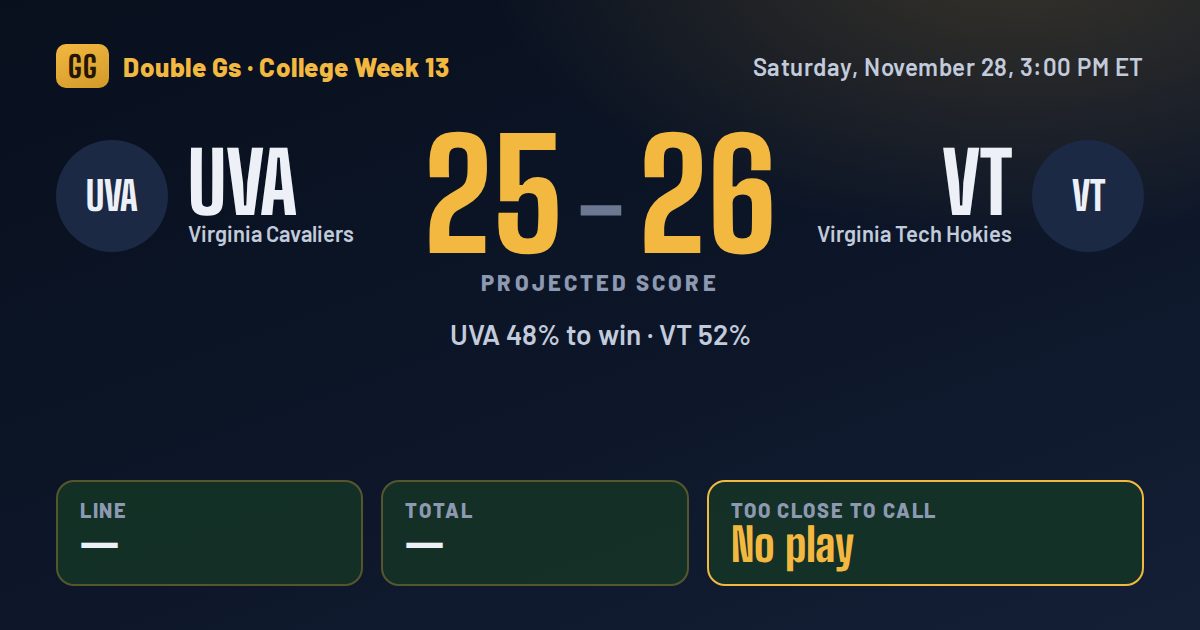 GG
Double Gs · College Week 13
Saturday, November 28, 3:00 PM ET
UVA
UVA
Virginia Cavaliers
25 – 26
VT
Virginia Tech Hokies
VT
PROJECTED SCORE
UVA 48% to win · VT 52%
LINE
—
TOTAL
—
TOO CLOSE TO CALL
No play